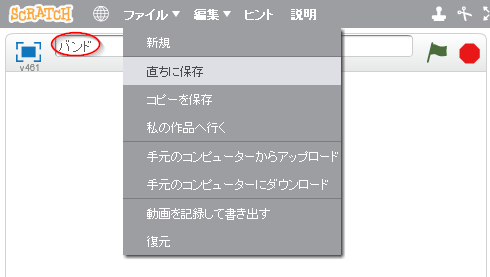 SCRATCH ファイル▼ 編集▼ ヒント 説明
バンド
v461
新規
直ちに保存
コピーを保存
私の作品へ行く
手元のコンピューターからアップロード
手元のコンピューターにダウンロード
動画を記録して書き出す
復元